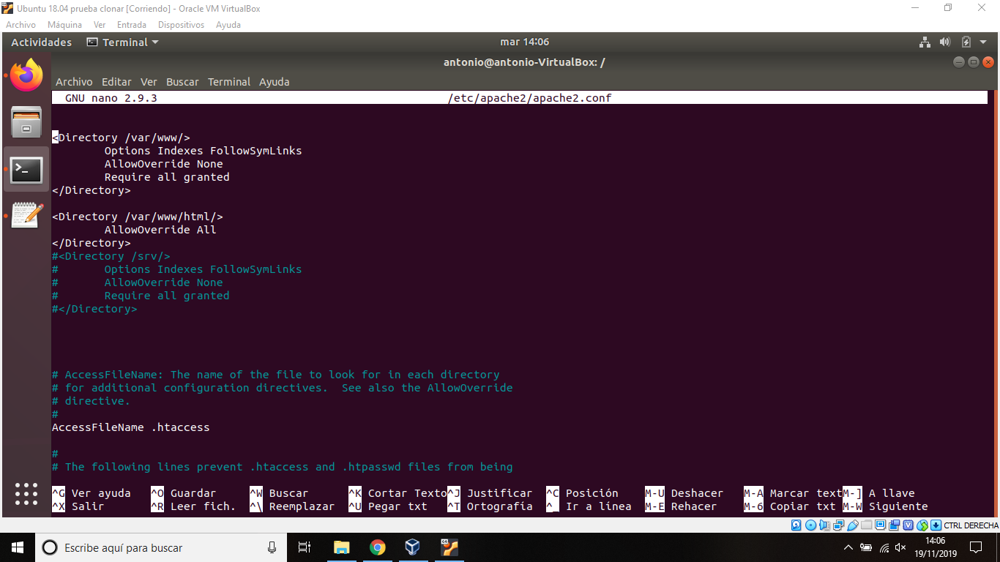 Ubuntu 18.04 prueba clonar [Corriendo] - Oracle VM VirtualBox
Archivo Máquina Ver Entrada Dispositivos Ayuda
Actividades Terminal mar 14:06
antonio@antonio-VirtualBox: /
Archivo Editar Ver Buscar Terminal Ayuda
GNU nano 2.9.3 /etc/apache2/apache2.conf
<Directory /var/www/>
Options Indexes FollowSymLinks
AllowOverride None
Require all granted
</Directory>
<Directory /var/www/html/>
AllowOverride All
</Directory>
#<Directory /srv/>
# Options Indexes FollowSymLinks
# AllowOverride None
# Require all granted
#</Directory>
# AccessFileName: The name of the file to look for in each directory
# for additional configuration directives. See also the AllowOverride
# directive.
#
AccessFileName .htaccess
#
# The following lines prevent .htaccess and .htpasswd files from being
^G Ver ayuda ^O Guardar ^W Buscar ^K Cortar Texto ^J Justificar ^C Posición M-U Deshacer M-A Marcar text M-] A llave
^X Salir ^R Leer fich. ^\ Reemplazar ^U Pegar txt ^T Ortografía ^_ Ir a línea M-E Rehacer M-6 Copiar txt M-W Siguiente
CTRL DERECHA
Escribe aquí para buscar
14:06
19/11/2019